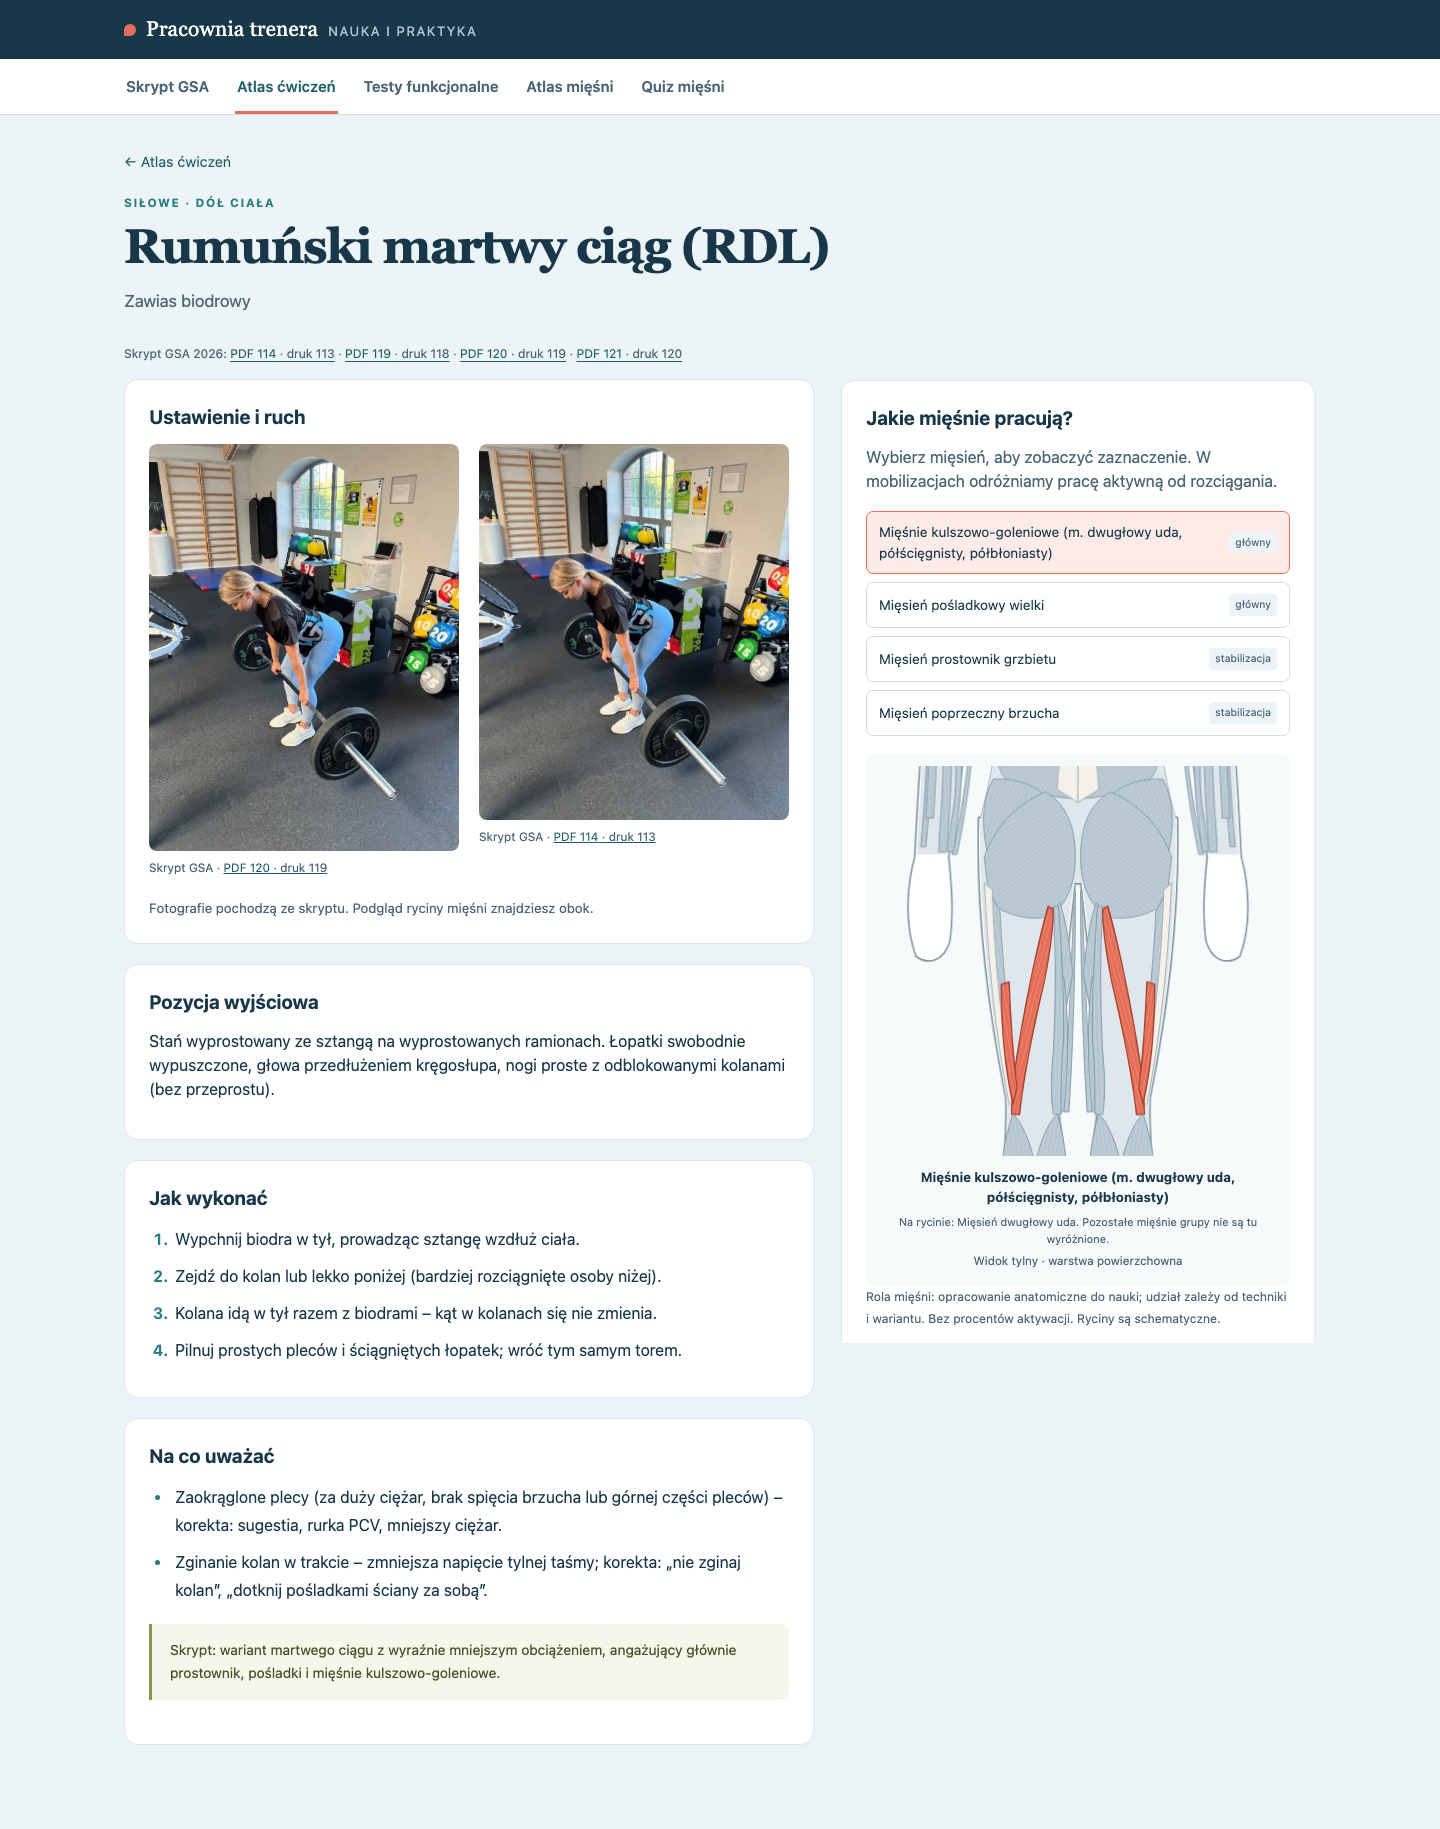 Pracownia trenera NAUKA I PRAKTYKA
Skrypt GSA Atlas ćwiczeń Testy funkcjonalne Atlas mięśni Quiz mięśni
← Atlas ćwiczeń
SIŁOWE · DÓŁ CIAŁA
Rumuński martwy ciąg (RDL)
Zawias biodrowy
Skrypt GSA 2026: PDF 114 · druk 113 · PDF 119 · druk 118 · PDF 120 · druk 119 · PDF 121 · druk 120
Ustawienie i ruch
05
10
20
15
25
05
10
20
15
25
Skrypt GSA · PDF 120 · druk 119
Skrypt GSA · PDF 114 · druk 113
Fotografie pochodzą ze skryptu. Podgląd ryciny mięśni znajdziesz obok.
Pozycja wyjściowa
Stań wyprostowany ze sztangą na wyprostowanych ramionach. Łopatki swobodnie
wypuszczone, głowa przedłużeniem kręgosłupa, nogi proste z odblokowanymi kolanami
(bez przeprostu).
Jak wykonać
1. Wypchnij biodra w tył, prowadząc sztangę wzdłuż ciała.
2. Zejdź do kolan lub lekko poniżej (bardziej rozciągnięte osoby niżej).
3. Kolana idą w tył razem z biodrami – kąt w kolanach się nie zmienia.
4. Pilnuj prostych pleców i ściągniętych łopatek; wróć tym samym torem.
Na co uważać
• Zaokrąglone plecy (za duży ciężar, brak spięcia brzucha lub górnej części pleców) –
korekta: sugestia, rurka PCV, mniejszy ciężar.
• Zginanie kolan w trakcie – zmniejsza napięcie tylnej taśmy; korekta: „nie zginaj
kolan”, „dotknij pośladkami ściany za sobą”.
Skrypt: wariant martwego ciągu z wyraźnie mniejszym obciążeniem, angażujący głównie
prostownik, pośladki i mięśnie kulszowo-goleniowe.
Jakie mięśnie pracują?
Wybierz mięsień, aby zobaczyć zaznaczenie. W
mobilizacjach odróżniamy pracę aktywną od rozciągania.
Mięśnie kulszowo-goleniowe (m. dwugłowy uda,
półścięgnisty, półbłoniasty) główny
Mięsień pośladkowy wielki główny
Mięsień prostownik grzbietu stabilizacja
Mięsień poprzeczny brzucha stabilizacja
Mięśnie kulszowo-goleniowe (m. dwugłowy uda,
półścięgnisty, półbłoniasty)
Na rycinie: Mięsień dwugłowy uda. Pozostałe mięśnie grupy nie są tu
wyróżnione.
Widok tylny · warstwa powierzchowna
Rola mięśni: opracowanie anatomiczne do nauki; udział zależy od techniki
i wariantu. Bez procentów aktywacji. Ryciny są schematyczne.